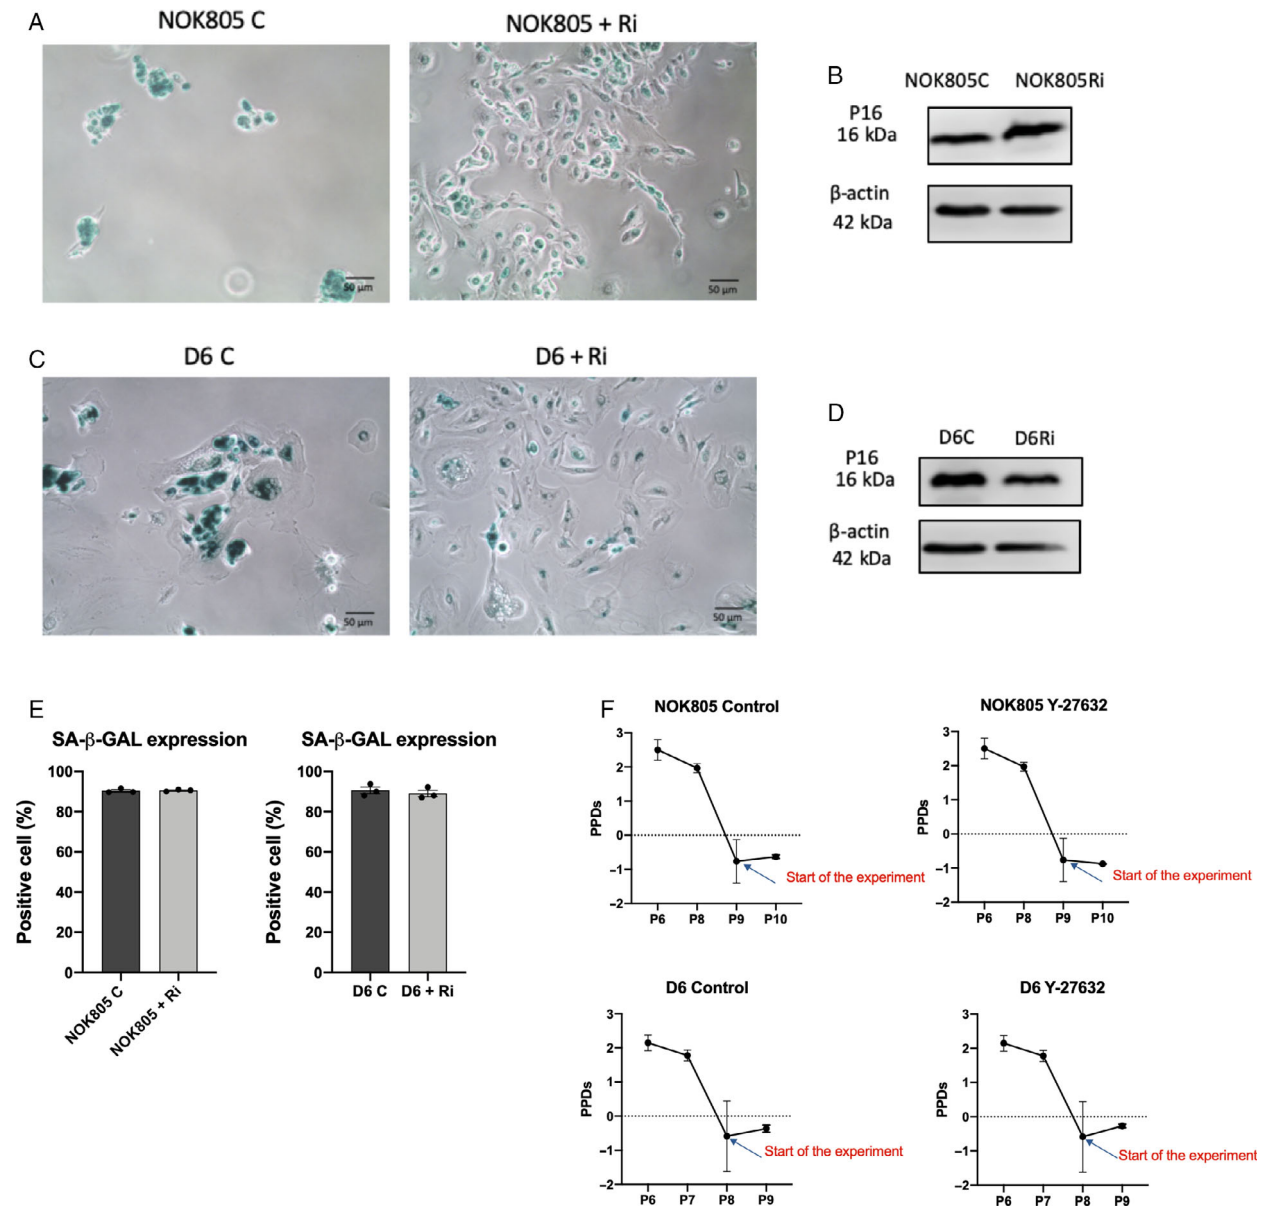 A
NOK805 C
NOK805 + Ri
50 µm
50 µm
B
NOK805C
NOK805Ri
P16
16 kDa
β-actin
42 kDa
C
D6 C
D6 + Ri
50 µm
50 µm
D
D6C
D6Ri
P16
16 kDa
β-actin
42 kDa
E
SA-β-GAL expression
Positive cell (%)
100
80
60
40
20
0
NOK805 C
NOK805 + Ri
SA-β-GAL expression
Positive cell (%)
100
80
60
40
20
0
D6 C
D6 + Ri
F
NOK805 Control
PPDs
3
2
1
0
−1
−2
Start of the experiment
P6
P8
P9
P10
NOK805 Y-27632
PPDs
3
2
1
0
−1
−2
Start of the experiment
P6
P8
P9
P10
D6 Control
PPDs
3
2
1
0
−1
−2
Start of the experiment
P6
P7
P8
P9
D6 Y-27632
PPDs
3
2
1
0
−1
−2
Start of the experiment
P6
P7
P8
P9